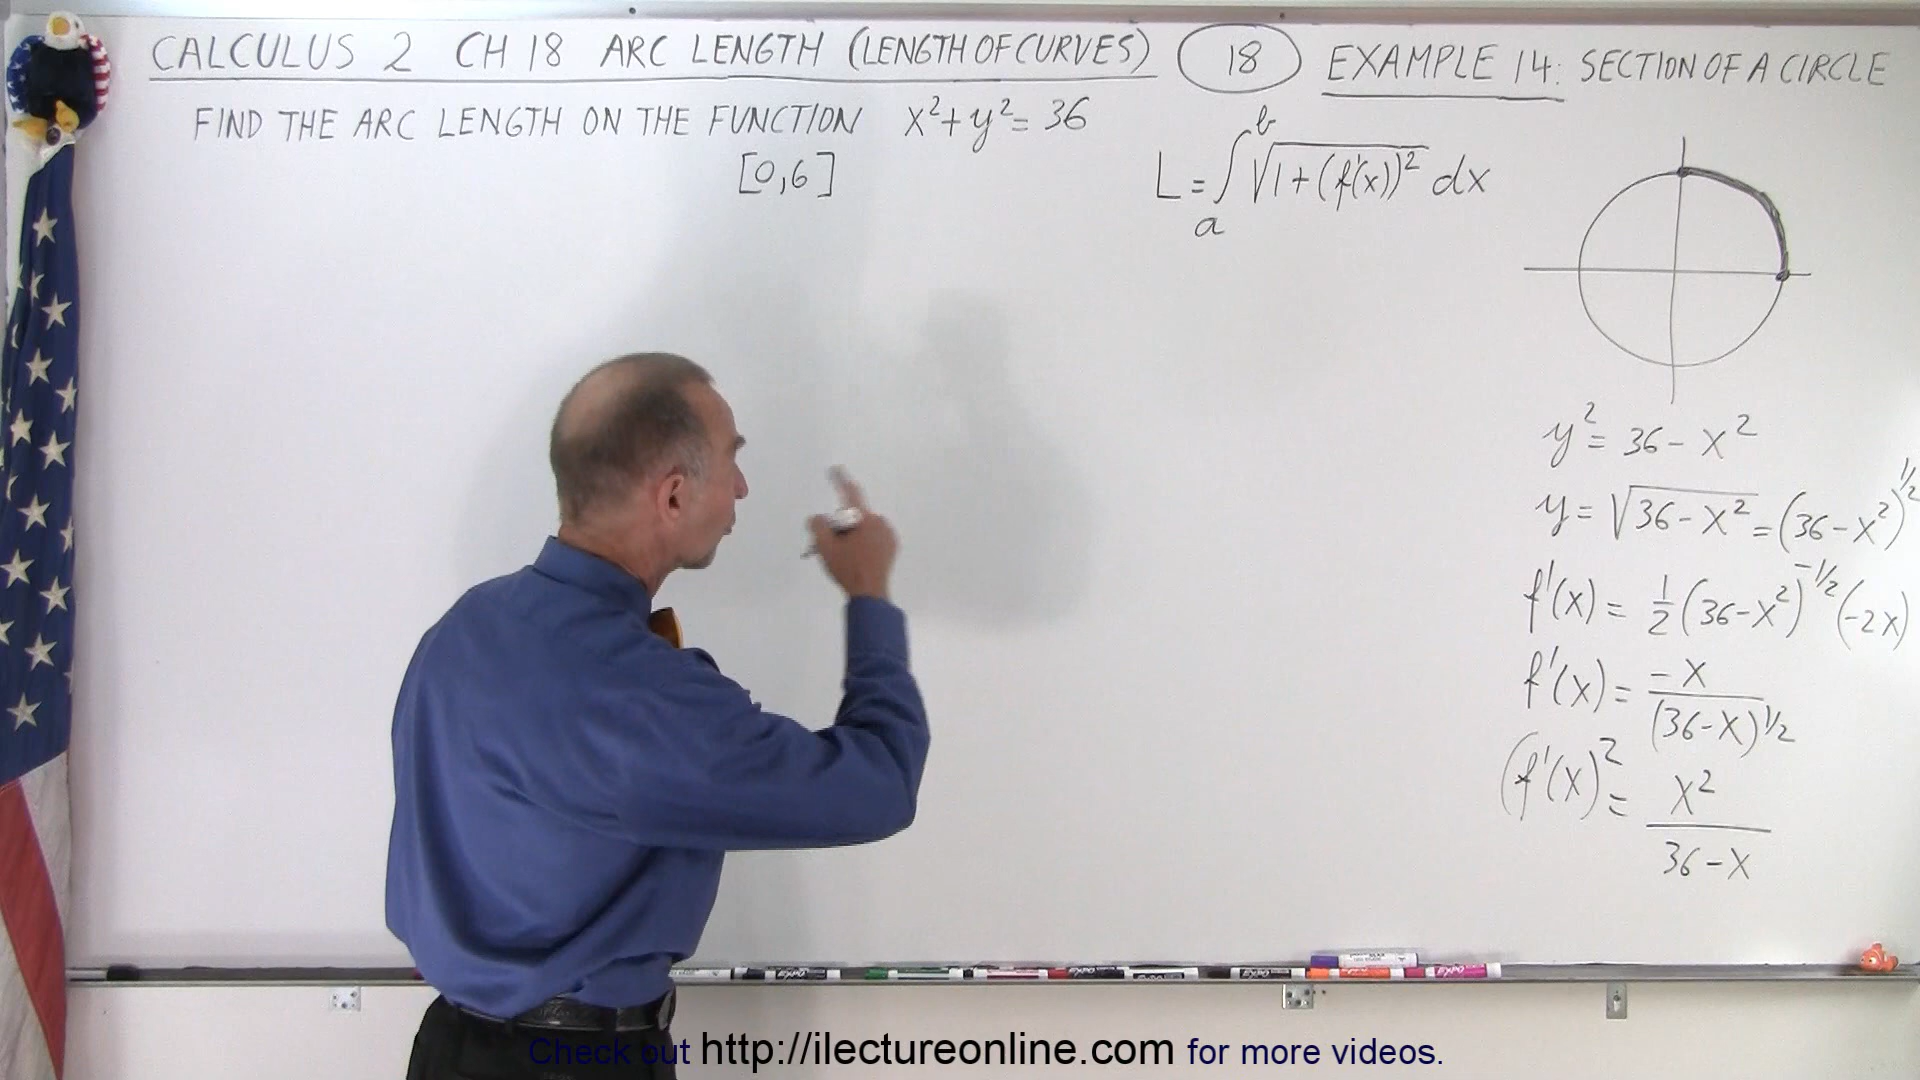 CALCULUS 2 CH 18 ARC LENGTH (LENGTH OF CURVES) 18 EXAMPLE 14: SECTION OF A CIRCLE
FIND THE ARC LENGTH ON THE FUNCTION x²+y²=36
[0,6]
L = ∫ₐᵇ √(1+(f'(x))²) dx
y² = 36 - x²
y = √(36-x²) = (36-x²)^1/2
f'(x) = 1/2 (36-x²)^-1/2 (-2x)
f'(x) = -x / (36-x)^1/2
(f'(x)² = x² / 36-x
Check out http://ilectureonline.com for more videos.